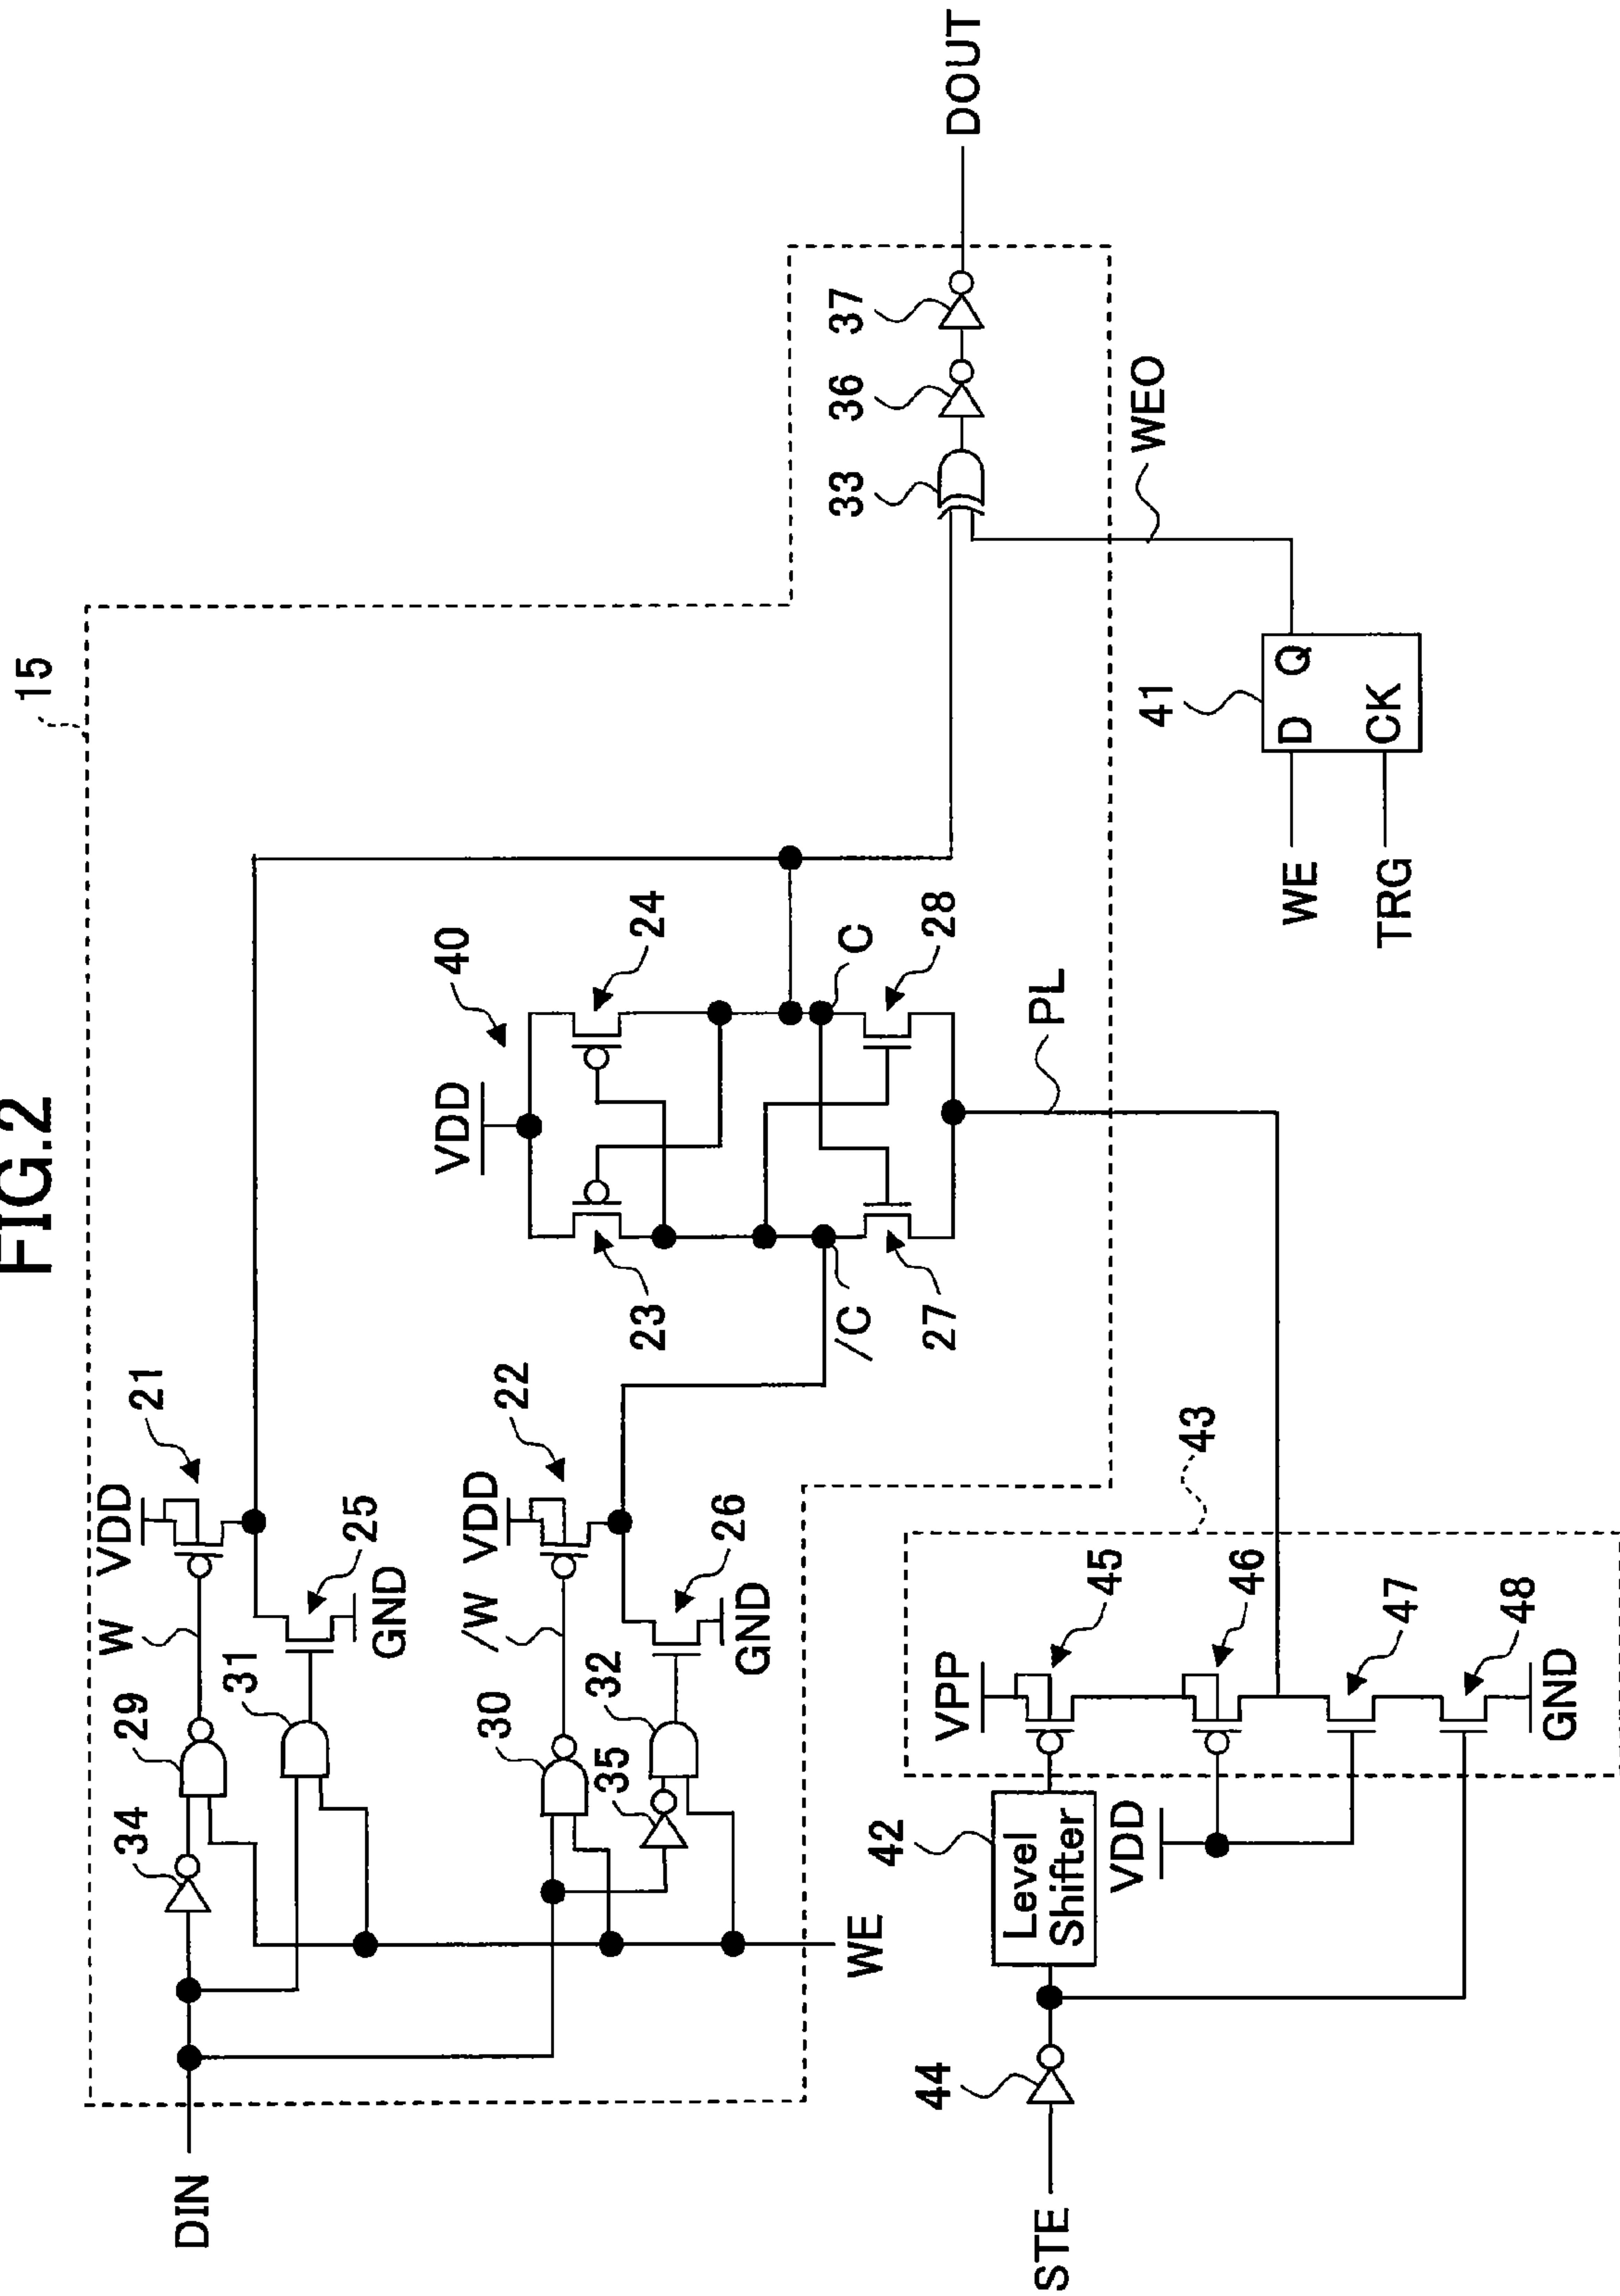 FIG.2
15
DIN
34
29
W
VDD
21
31
25
GND
30
/W
VDD
22
35
32
26
GND
WE
VDD
40
23
24
/C
C
27
28
PL
33
36
37
DOUT
WEO
41
D Q
CK
WE
TRG
STE
44
42
Level
Shifter
VDD
43
VPP
45
46
47
48
GND